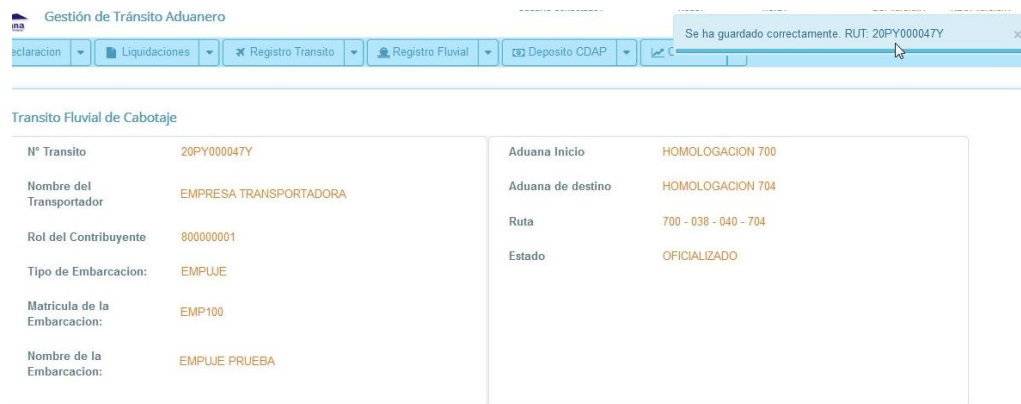 Gestión de Tránsito Aduanero
Se ha guardado correctamente. RUT: 20PY000047Y ×
eclaracion Liquidaciones Registro Transito Registro Fluvial Deposito CDAP
Transito Fluvial de Cabotaje
N° Transito 20PY000047Y
Nombre del
Transportador EMPRESA TRANSPORTADORA
Rol del Contribuyente 800000001
Tipo de Embarcacion: EMPUJE
Matricula de la
Embarcacion: EMP100
Nombre de la
Embarcacion: EMPUJE PRUEBA
Aduana Inicio HOMOLOGACION 700
Aduana de destino HOMOLOGACION 704
Ruta 700 - 038 - 040 - 704
Estado OFICIALIZADO